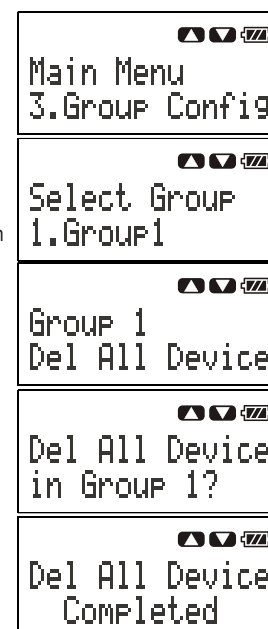 Main Menu
3.Group Config
Select Group
n
1.Group1
Group 1
Del All Device
Del All Device
in Group 1?
Del All Device
Completed